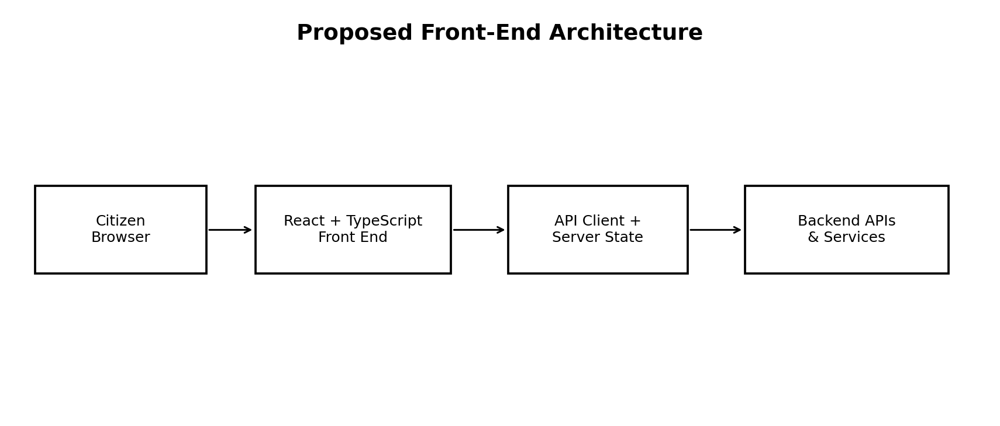 Proposed Front-End Architecture
Citizen
Browser
React + TypeScript
Front End
API Client +
Server State
Backend APIs
& Services